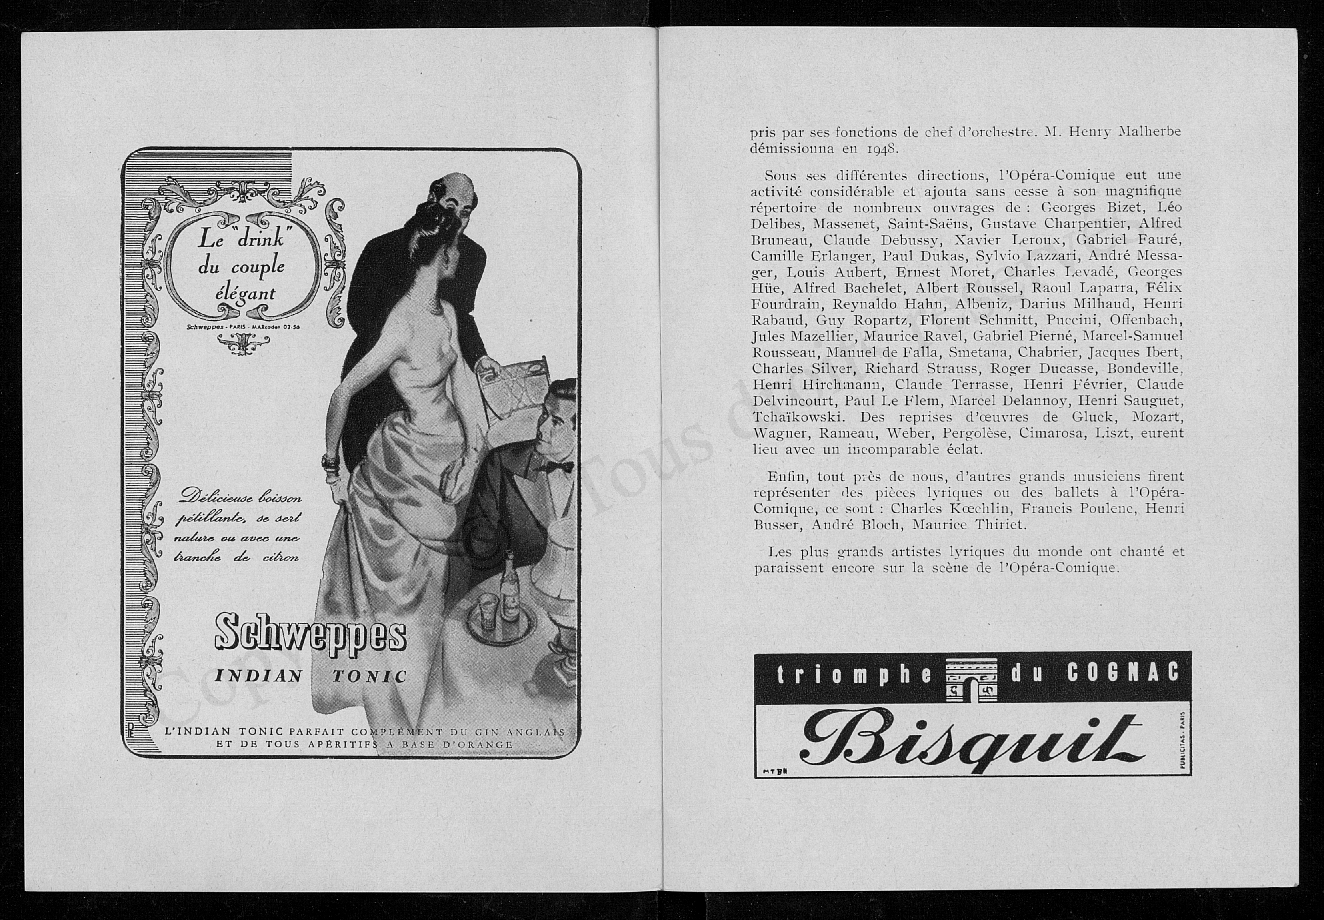 Le "drink"
du couple
élégant
Schweppes - PARIS - MARcadet 02-56
Délicieuse boisson
pétillante, se sert
nature ou avec une
tranche de citron
Schweppes
INDIAN TONIC
L'INDIAN TONIC PARFAIT COMPLÉMENT DU GIN ANGLAIS
ET DE TOUS APÉRITIFS A BASE D'ORANGE
pris par ses fonctions de chef d'orchestre. M. Henry Malherbe
démissionna en 1948.
Sous ses différentes directions, l'Opéra-Comique eut une
activité considérable et ajouta sans cesse à son magnifique
répertoire de nombreux ouvrages de : Georges Bizet, Léo
Delibes, Massenet, Saint-Saëns, Gustave Charpentier, Alfred
Bruneau, Claude Debussy, Xavier Leroux, Gabriel Fauré,
Camille Erlanger, Paul Dukas, Sylvio Lazzari, André Messa-
ger, Louis Aubert, Ernest Moret, Charles Levadé, Georges
Hüe, Alfred Bachelet, Albert Roussel, Raoul Laparra, Félix
Fourdrain, Reynaldo Hahn, Albeniz, Darius Milhaud, Henri
Rabaud, Guy Ropartz, Florent Schmitt, Puccini, Offenbach,
Jules Mazellier, Maurice Ravel, Gabriel Pierné, Marcel-Samuel
Rousseau, Manuel de Falla, Smetana, Chabrier, Jacques Ibert,
Charles Silver, Richard Strauss, Roger Ducasse, Bondeville,
Henri Hirchmann, Claude Terrasse, Henri Février, Claude
Delvincourt, Paul Le Flem, Marcel Delannoy, Henri Sauguet,
Tchaïkowski. Des reprises d'œuvres de Gluck, Mozart,
Wagner, Rameau, Weber, Pergolèse, Cimarosa, Liszt, eurent
lieu avec un incomparable éclat.
Enfin, tout près de nous, d'autres grands musiciens firent
représenter des pièces lyriques ou des ballets à l'Opéra-
Comique, ce sont : Charles Kœchlin, Francis Poulenc, Henri
Busser, André Bloch, Maurice Thiriet.
Les plus grands artistes lyriques du monde ont chanté et
paraissent encore sur la scène de l'Opéra-Comique.
triomphe du COGNAC
Bisquit
PUBLICITAS - PARIS